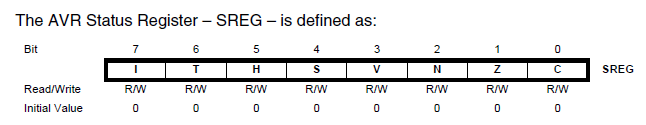 The AVR Status Register – SREG – is defined as:
Bit 7 6 5 4 3 2 1 0
I T H S V N Z C SREG
Read/Write R/W R/W R/W R/W R/W R/W R/W R/W
Initial Value 0 0 0 0 0 0 0 0